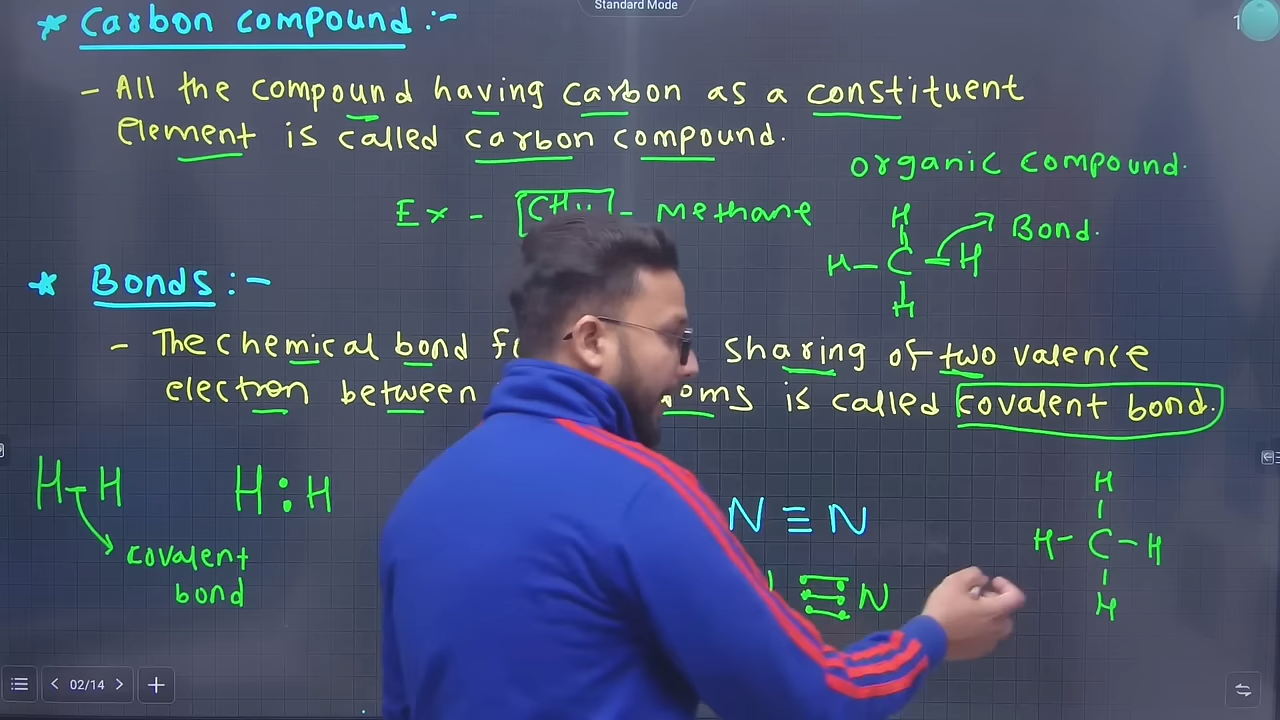 Standard Mode
* Carbon compound :-
- All the compound having carbon as a constituent
element is called carbon compound.
organic compound.
Ex - CH4 - Methane
H
H - C - H
H
Bond.
* Bonds :-
- The chemical bond sharing of two valence
electron between is called covalent bond.
H - H
H : H
covalent
bond
N ≡ N
N
H
H - C - H
H
02/14